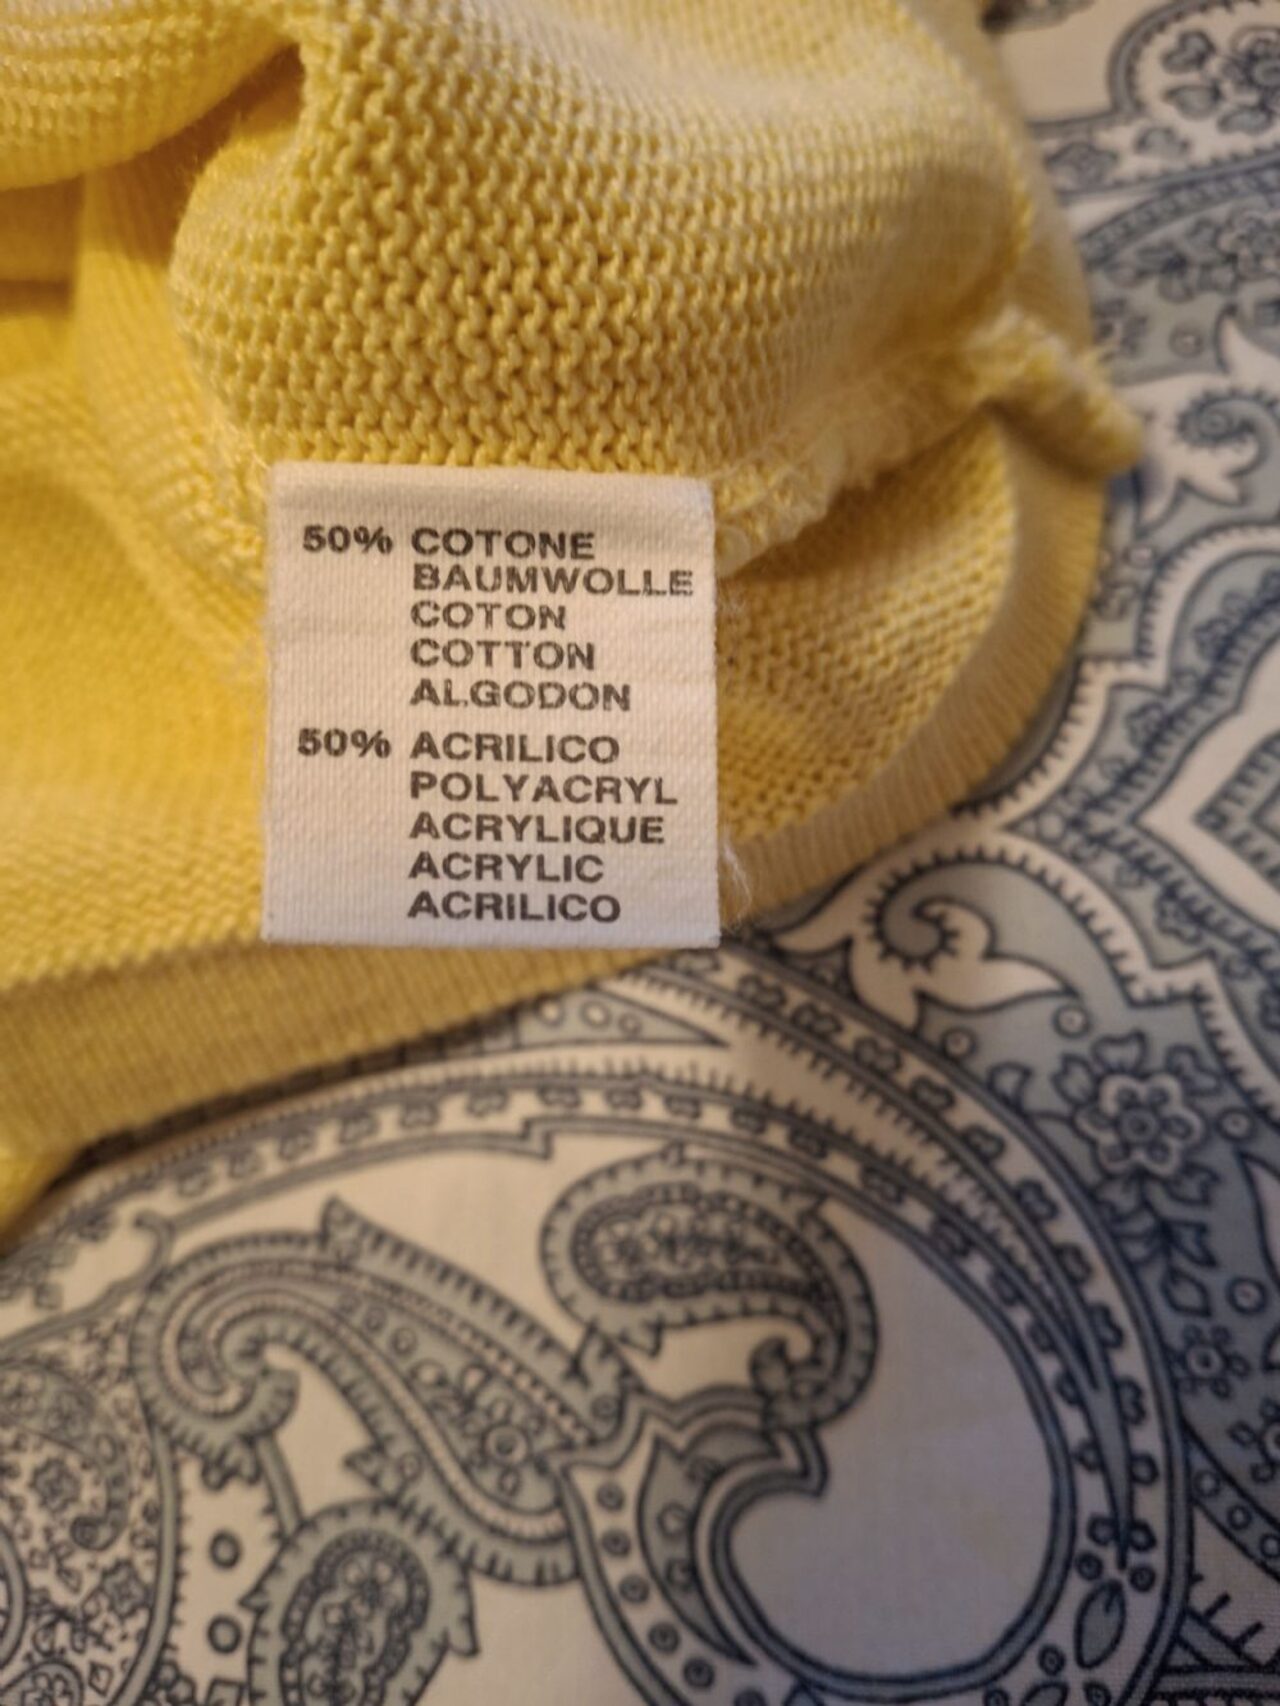 50% COTONE
BAUMWOLLE
COTON
COTTON
ALGODON
50% ACRILICO
POLYACRYL
ACRYLIQUE
ACRYLIC
ACRILICO